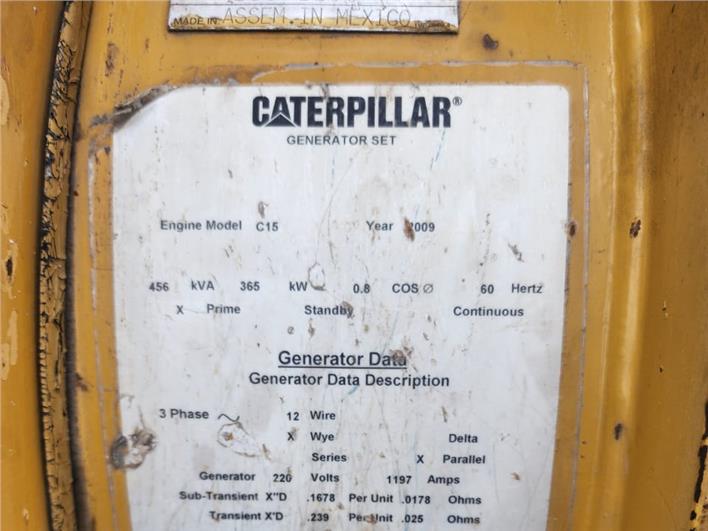 MADE IN ASSEM. IN MEXICO
CATERPILLAR®
GENERATOR SET
Engine Model C15 Year 2009
456 kVA 365 kW 0.8 COS Ø 60 Hertz
X Prime Standby Continuous
Generator Data
Generator Data Description
3 Phase ~ 12 Wire
X Wye Delta
Series X Parallel
Generator 220 Volts 1197 Amps
Sub-Transient X"D .1678 Per Unit .0178 Ohms
Transient X'D .239 Per Unit .025 Ohms